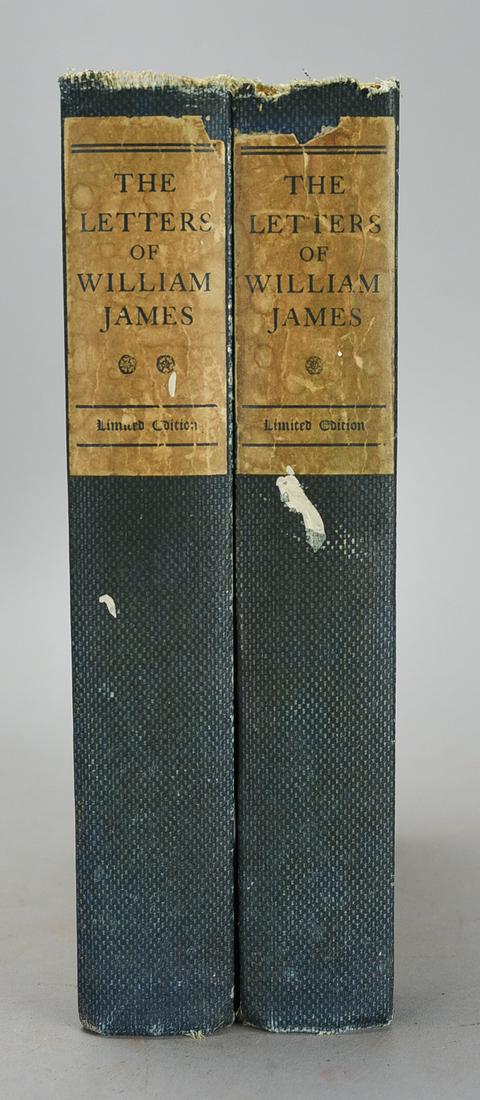 THE
LETTERS
OF
WILLIAM
JAMES
Limited Edition
THE
LETTERS
OF
WILLIAM
JAMES
Limited Edition